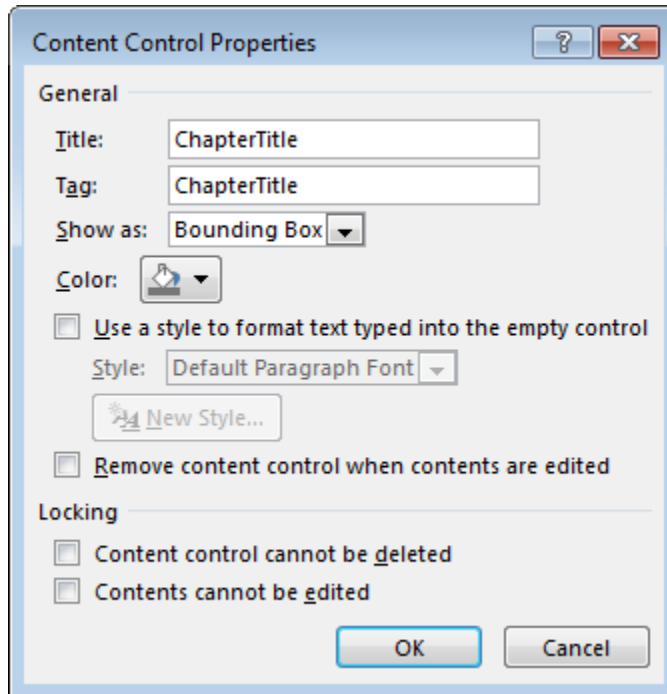 Content Control Properties ?
General
Title: ChapterTitle
Tag: ChapterTitle
Show as: Bounding Box
Color:
Use a style to format text typed into the empty control
Style: Default Paragraph Font
New Style...
Remove content control when contents are edited
Locking
Content control cannot be deleted
Contents cannot be edited
OK Cancel